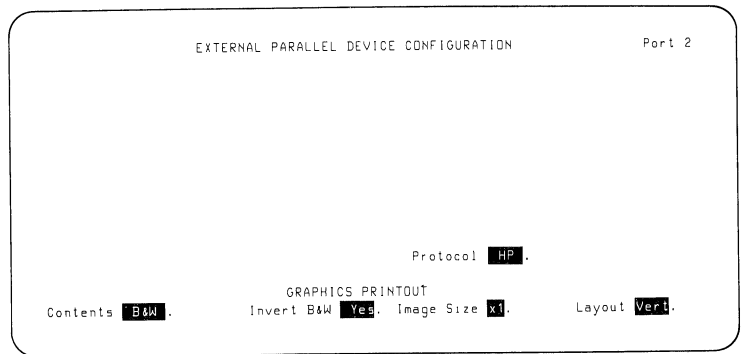 EXTERNAL PARALLEL DEVICE CONFIGURATION Port 2
Protocol HP.
GRAPHICS PRINTOUT
Contents B&W. Invert B&W Yes. Image Size x1. Layout Vert.